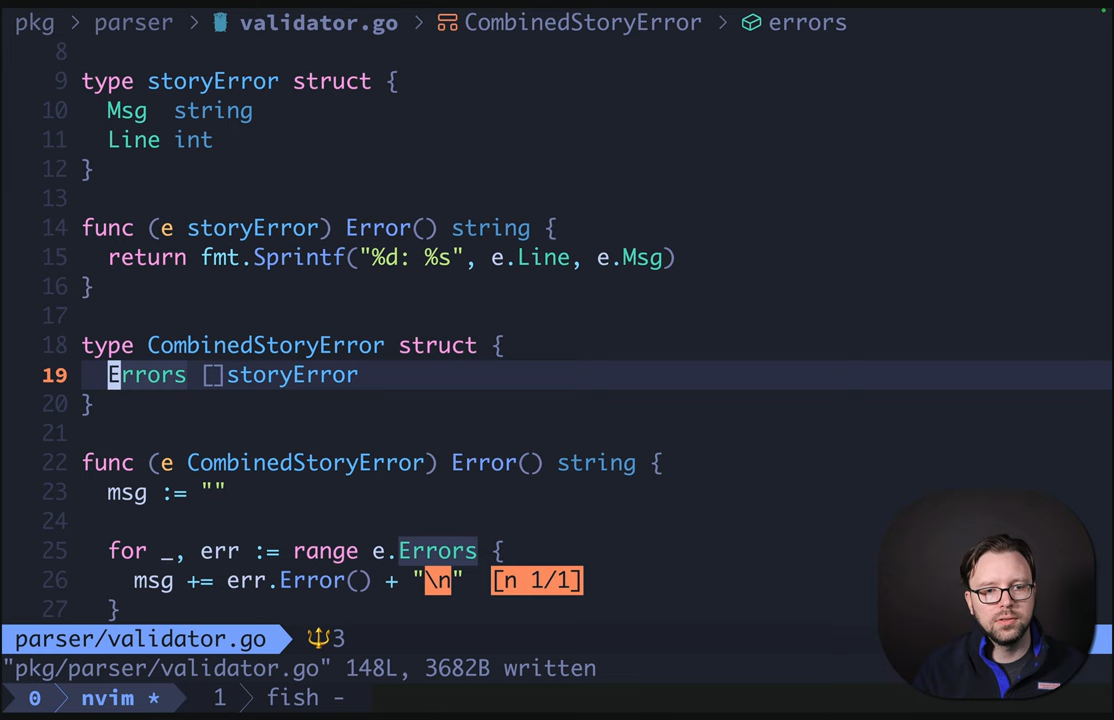 pkg > parser > validator.go > CombinedStoryError > errors
8
9 type storyError struct {
10 Msg string
11 Line int
12 }
13
14 func (e storyError) Error() string {
15 return fmt.Sprintf("%d: %s", e.Line, e.Msg)
16 }
17
18 type CombinedStoryError struct {
19 Errors []storyError
20 }
21
22 func (e CombinedStoryError) Error() string {
23 msg := ""
24
25 for _, err := range e.Errors {
26 msg += err.Error() + "\n" [n 1/1]
27 }
parser/validator.go 3
"pkg/parser/validator.go" 148L, 3682B written
0 nvim * 1 fish -